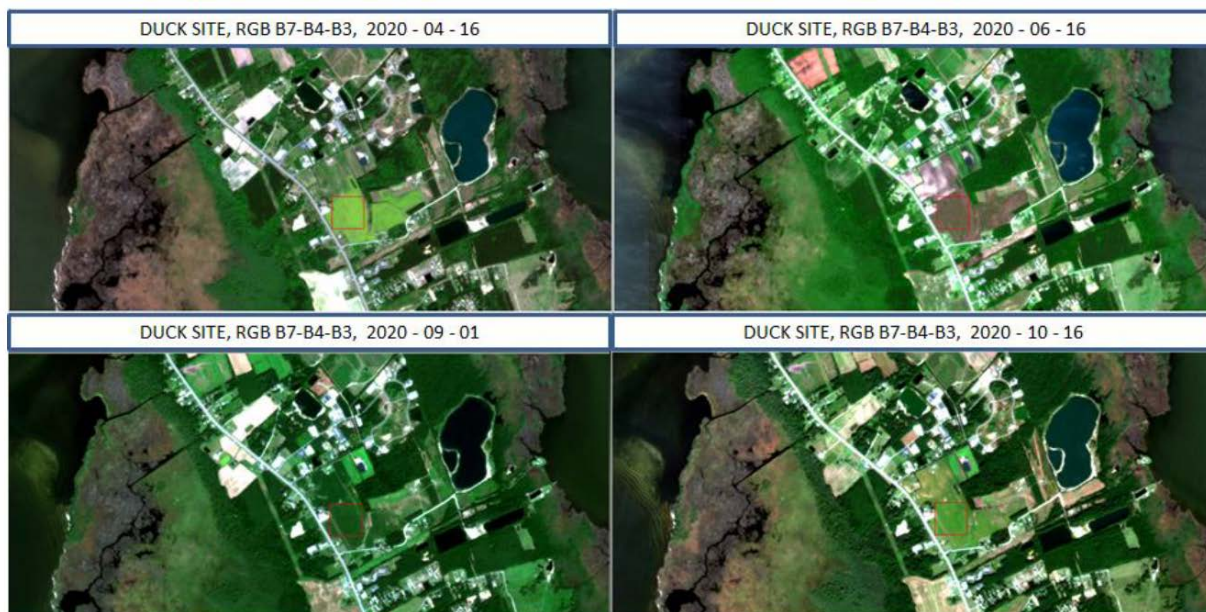 DUCK SITE, RGB B7-B4-B3, 2020 - 04 - 16
DUCK SITE, RGB B7-B4-B3, 2020 - 06 - 16
DUCK SITE, RGB B7-B4-B3, 2020 - 09 - 01
DUCK SITE, RGB B7-B4-B3, 2020 - 10 - 16